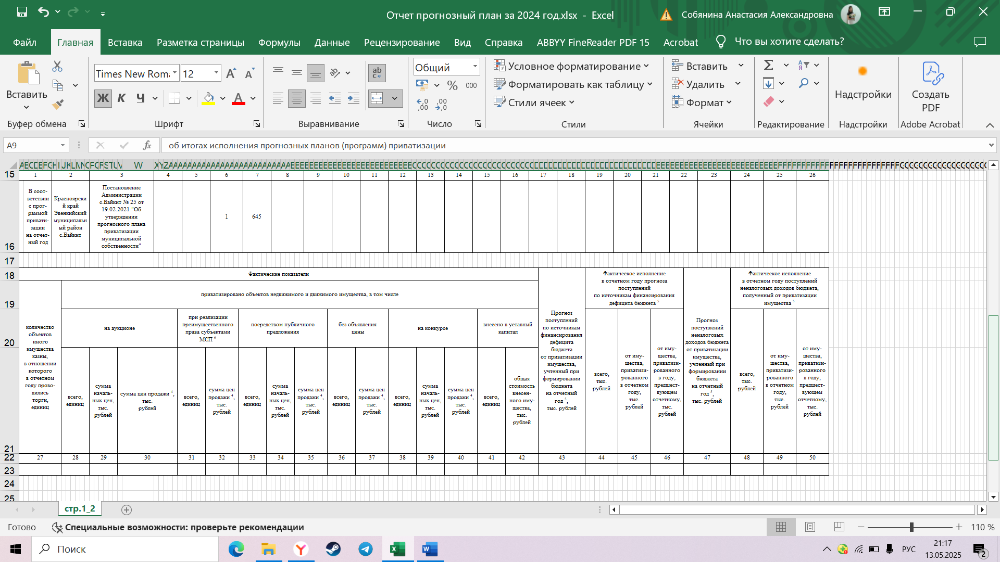 Отчет прогнозный план за 2024 год.xlsx - Excel
Собянина Анастасия Александровна
Файл Главная Вставка Разметка страницы Формулы Данные Рецензирование Вид Справка ABBYY FineReader PDF 15 Acrobat Что вы хотите сделать?
Вставить
Буфер обмена
Times New Roma 12
Ж К Ч А
Шрифт
Выравнивание
Общий
% 000
Число
Условное форматирование
Форматировать как таблицу
Стили ячеек
Стили
Вставить
Удалить
Формат
Ячейки
Редактирование
Надстройки
Надстройки
Создать
PDF
Adobe Acrobat
A9
fx
об итогах исполнения прогнозных планов (программ) приватизации
15
1 2 3 4 5 6 7 8 9 10 11 12 13 14 15 16 17 18 19 20 21 22 23 24 25 26
16
В соот-
ветствии
с прог-
раммой
привати-
зации
на отчет-
ный год
Красноярски
й край
Эвенкийский
муниципальн
ый район
с.Байкит
Постановление
Администрации
с.Байкит № 25 от
19.02.2021 "Об
утверждении
прогнозного плана
приватизации
муниципальной
собственности"
1
645
17
18
Фактические показатели
19
приватизировано объектов недвижимого и движимого имущества, в том числе
20
количество
объектов
иного
имущества
казны,
в отношении
которого
в отчетном
году прово-
дились
торги,
единиц
на аукционе
при реализации
преимущественного
права субъектами
МСП 6
посредством публичного
предложения
без объявления
цены
на конкурсе
внесено в уставный
капитал
Прогноз
поступлений
по источникам
финансирования
дефицита
бюджета
от приватизации
имущества,
учтенный при
формировании
бюджета
на отчетный
год 5,
тыс. рублей
Фактическое исполнение
в отчетном году прогноза
поступлений
по источникам финансирования
дефицита бюджета 5
Прогноз
поступлений
неналоговых
доходов бюджета
от приватизации
имущества,
учтенный при
формировании
бюджета
на отчетный
год 5,
тыс. рублей
Фактическое исполнение
в отчетном году поступлений
неналоговых доходов бюджета,
полученный от приватизации
имущества 5
21
всего,
единиц
сумма
началь-
ных цен,
тыс.
рублей
сумма цен продажи 4,
тыс.
рублей
всего,
единиц
сумма цен
продажи 4,
тыс.
рублей
всего,
единиц
сумма
началь-
ных цен,
тыс.
рублей
сумма цен
продажи 4,
тыс.
рублей
всего,
единиц
сумма цен
продажи 4,
тыс.
рублей
всего,
единиц
сумма
началь-
ных цен,
тыс.
рублей
сумма цен
продажи 4,
тыс.
рублей
всего,
единиц
общая
стоимость
внесен-
ного иму-
щества,
тыс.
рублей
всего,
тыс.
рублей
от иму-
щества,
привати­зи-
рованного
в отчетном
году,
тыс.
рублей
от иму-
щества,
приватизи-
рованного
в году,
предшест-
вующем
отчетному,
тыс.
рублей
всего,
тыс.
рублей
от иму-
щества,
приватизи-
рованного
в отчетном
году,
тыс.
рублей
от иму-
щества,
приватизи-
рованного
в году,
предшест-
вующем
отчетному,
тыс.
рублей
22
27 28 29 30 31 32 33 34 35 36 37 38 39 40 41 42 43 44 45 46 47 48 49 50
23
24
25
стр.1_2
Готово
Специальные возможности: проверьте рекомендации
110 %
Поиск
РУС
21:17
13.05.2025
2